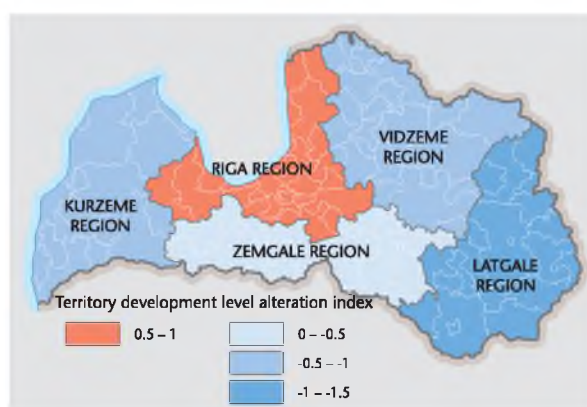 VIDZEME
REGION
RIGA REGION
KURZEME
REGION
ZEMGALE REGION
LATGALE
REGION
Territory development level alteration index
0.5 – 1
0 – -0.5
-0.5 – -1
-1 – -1.5